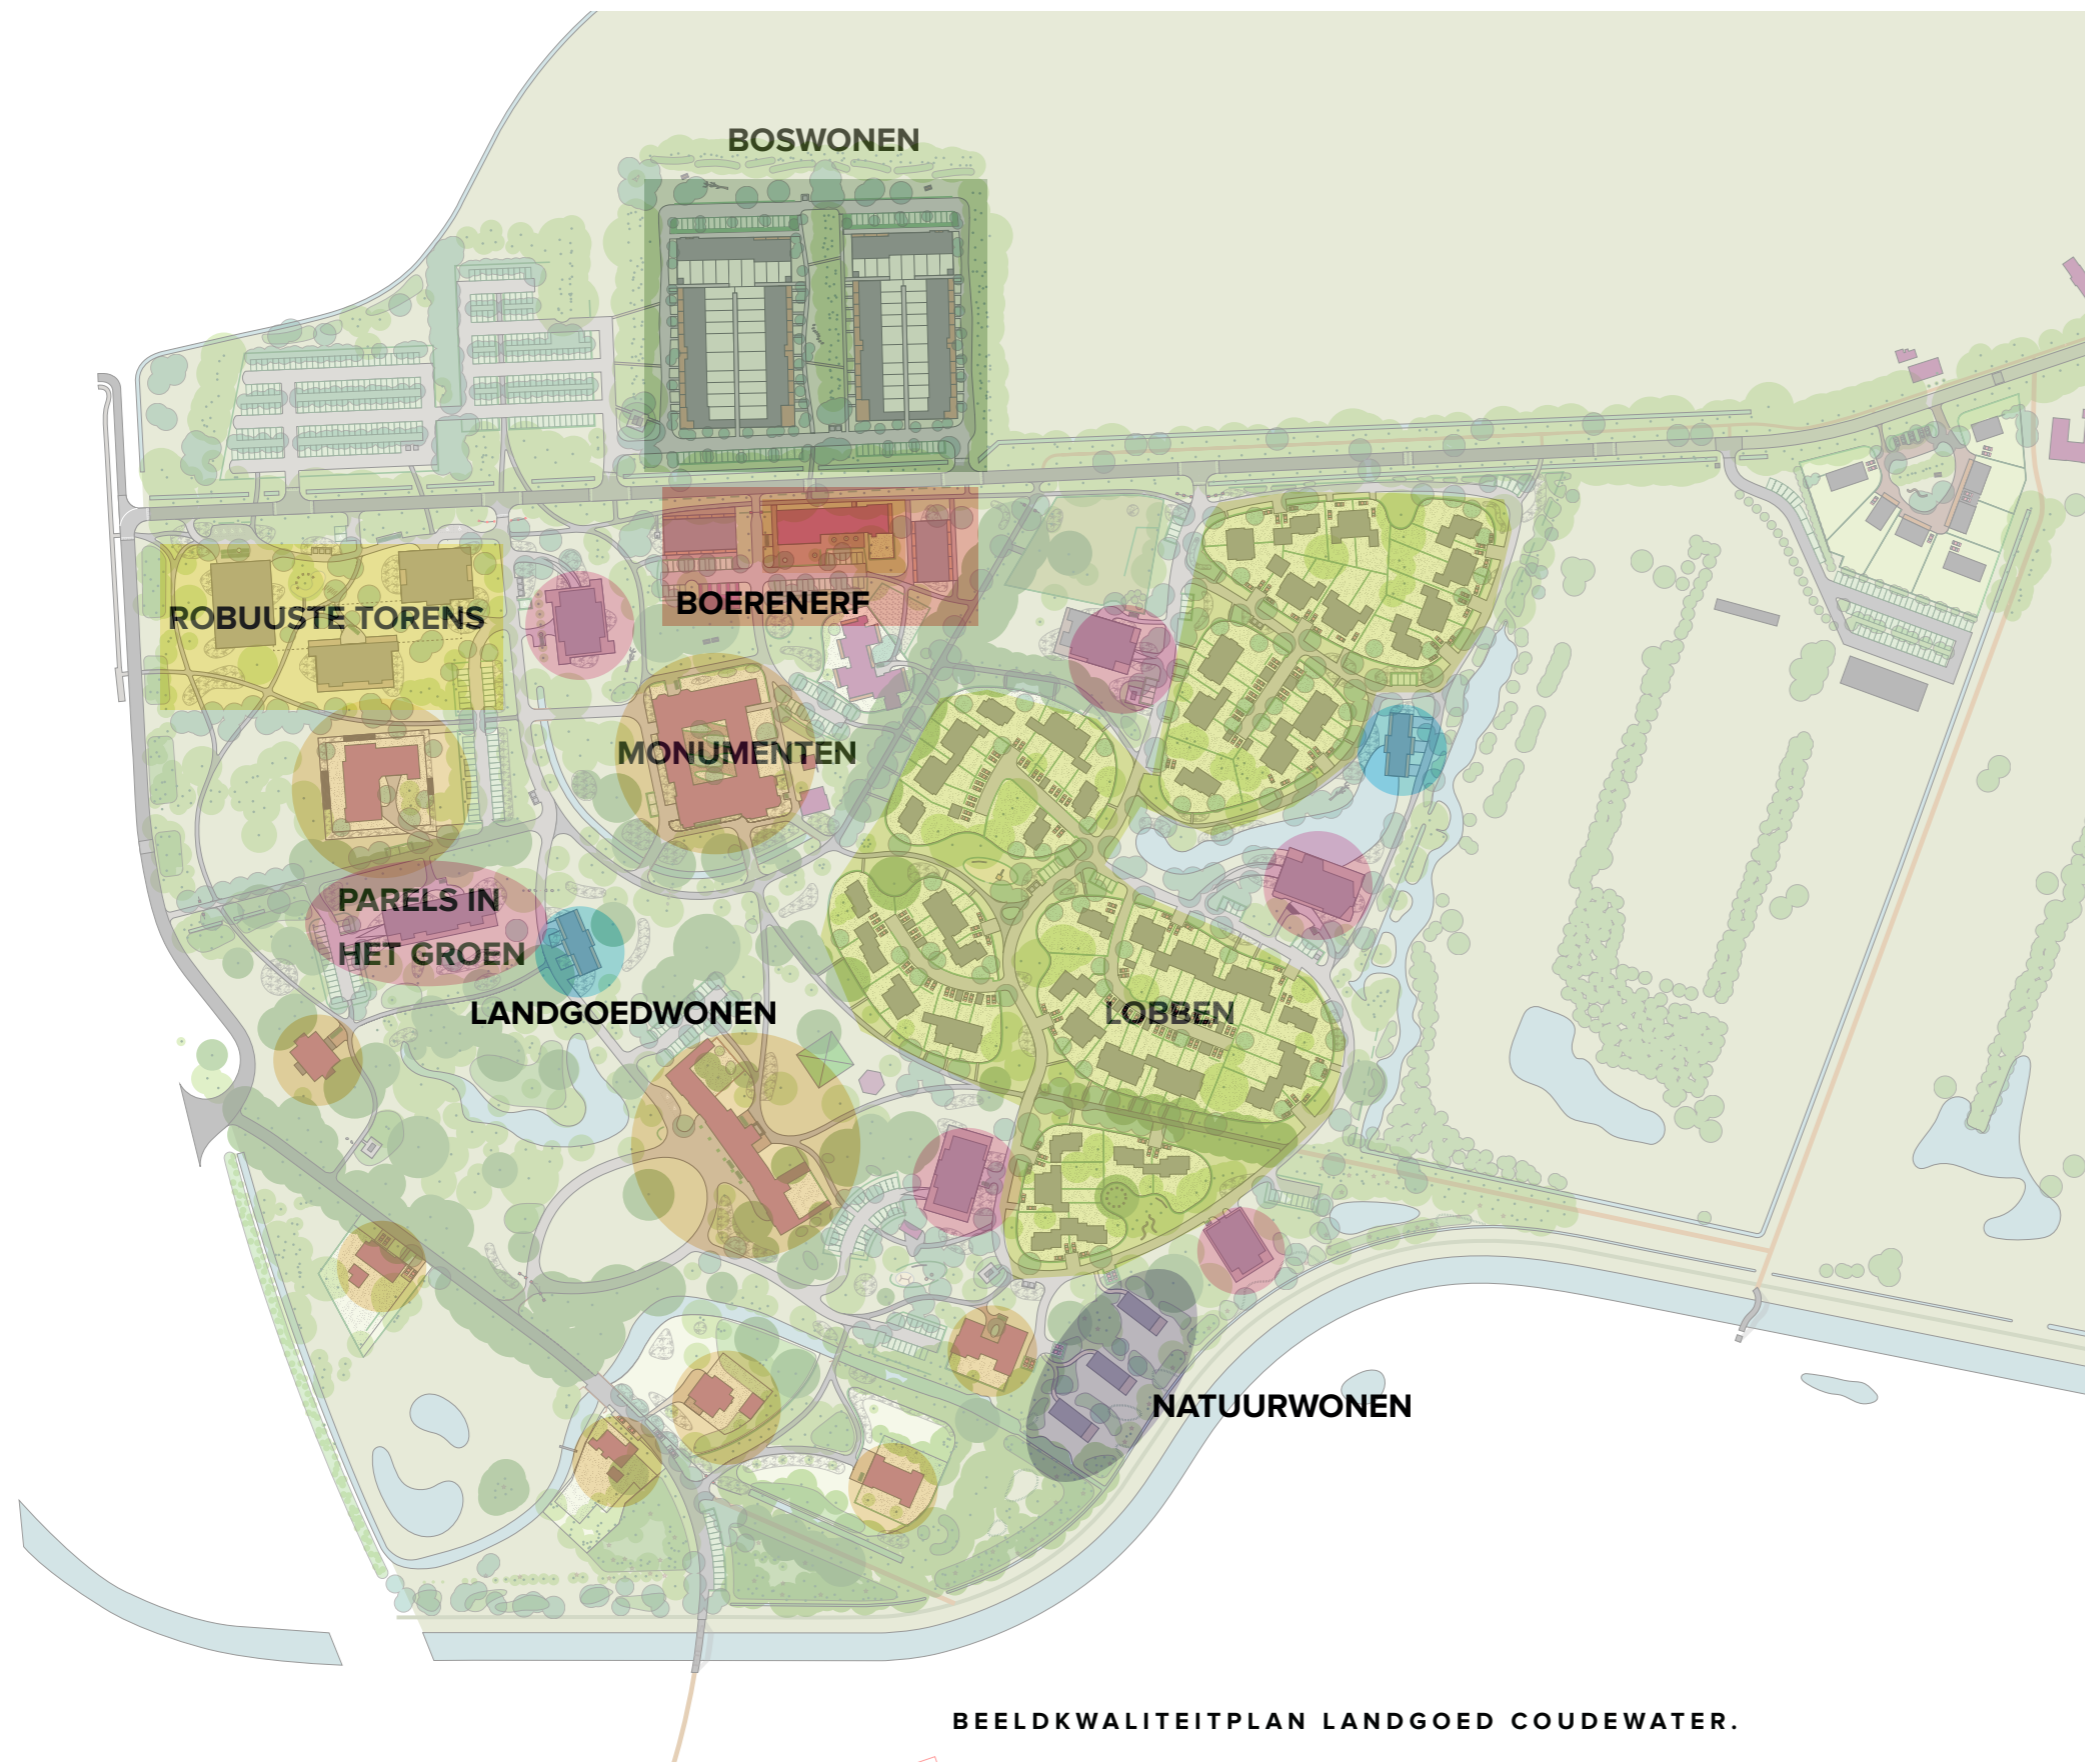 BOSWONEN
ROBUUSTE TORENS
BOERENERF
MONUMENTEN
PARELS IN
HET GROEN
LANDGOEDWONEN
LOBBEN
NATUURWONEN
BEELDKWALITEITPLAN LANDGOED COUDEWATER.